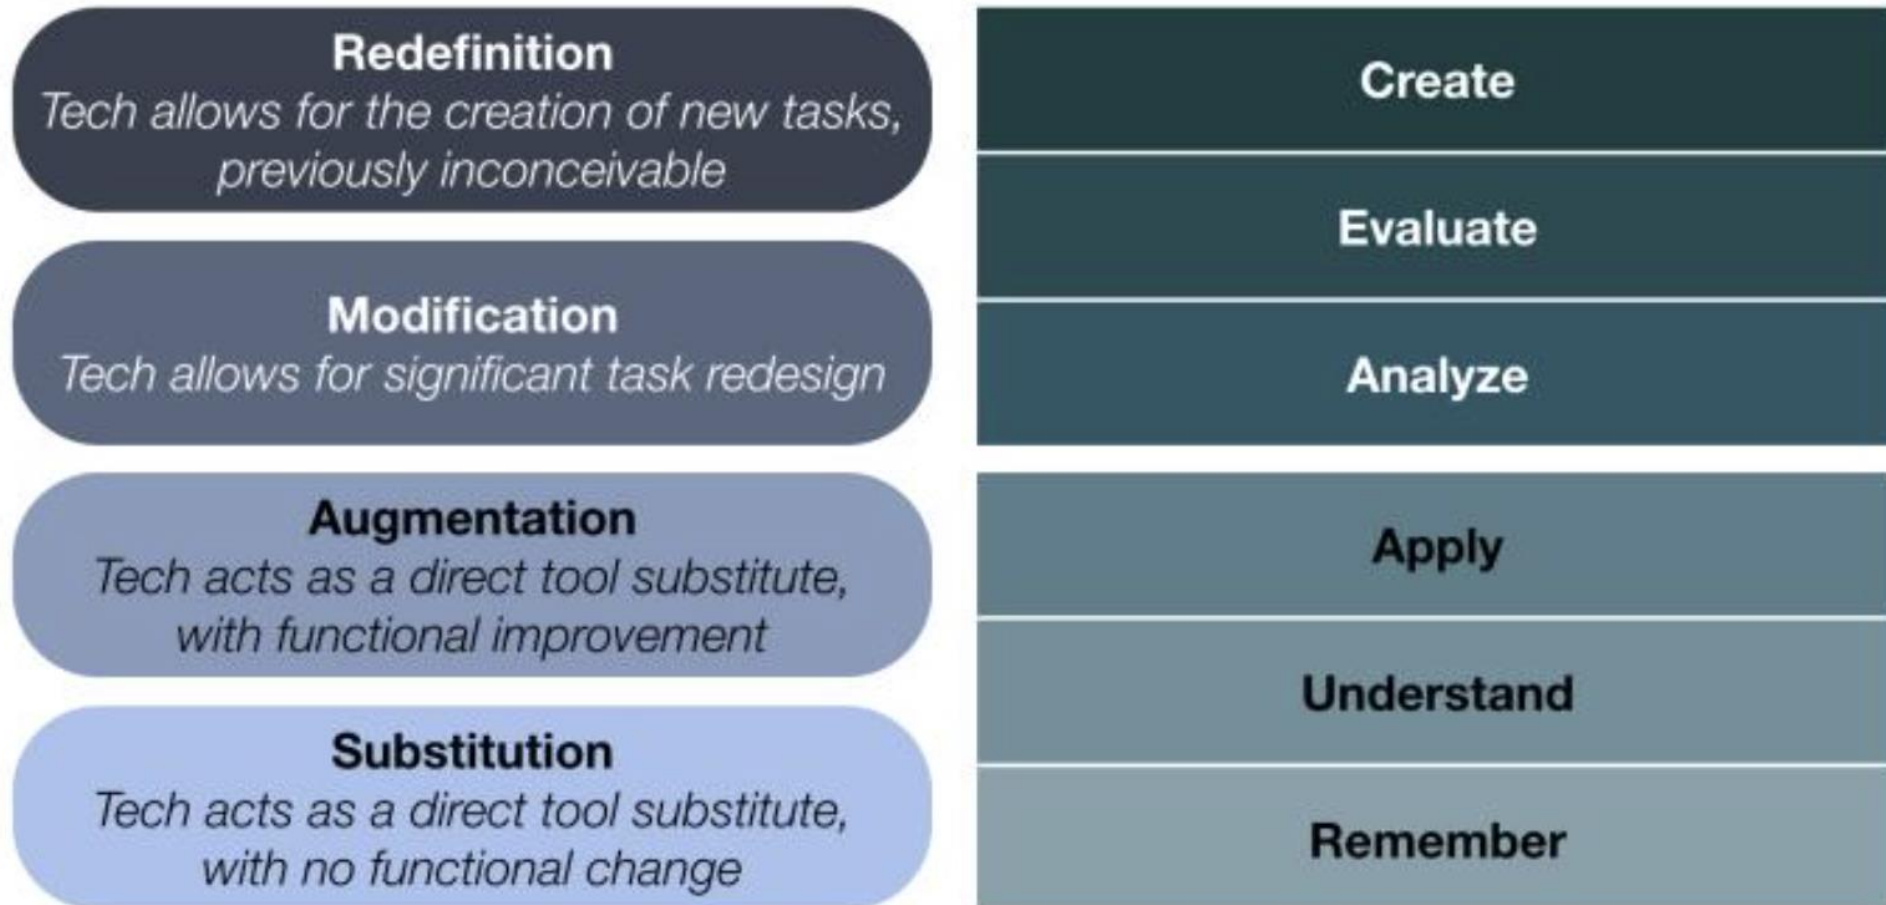 Redefinition
Tech allows for the creation of new tasks,
previously inconceivable
Modification
Tech allows for significant task redesign
Augmentation
Tech acts as a direct tool substitute,
with functional improvement
Substitution
Tech acts as a direct tool substitute,
with no functional change
Create
Evaluate
Analyze
Apply
Understand
Remember